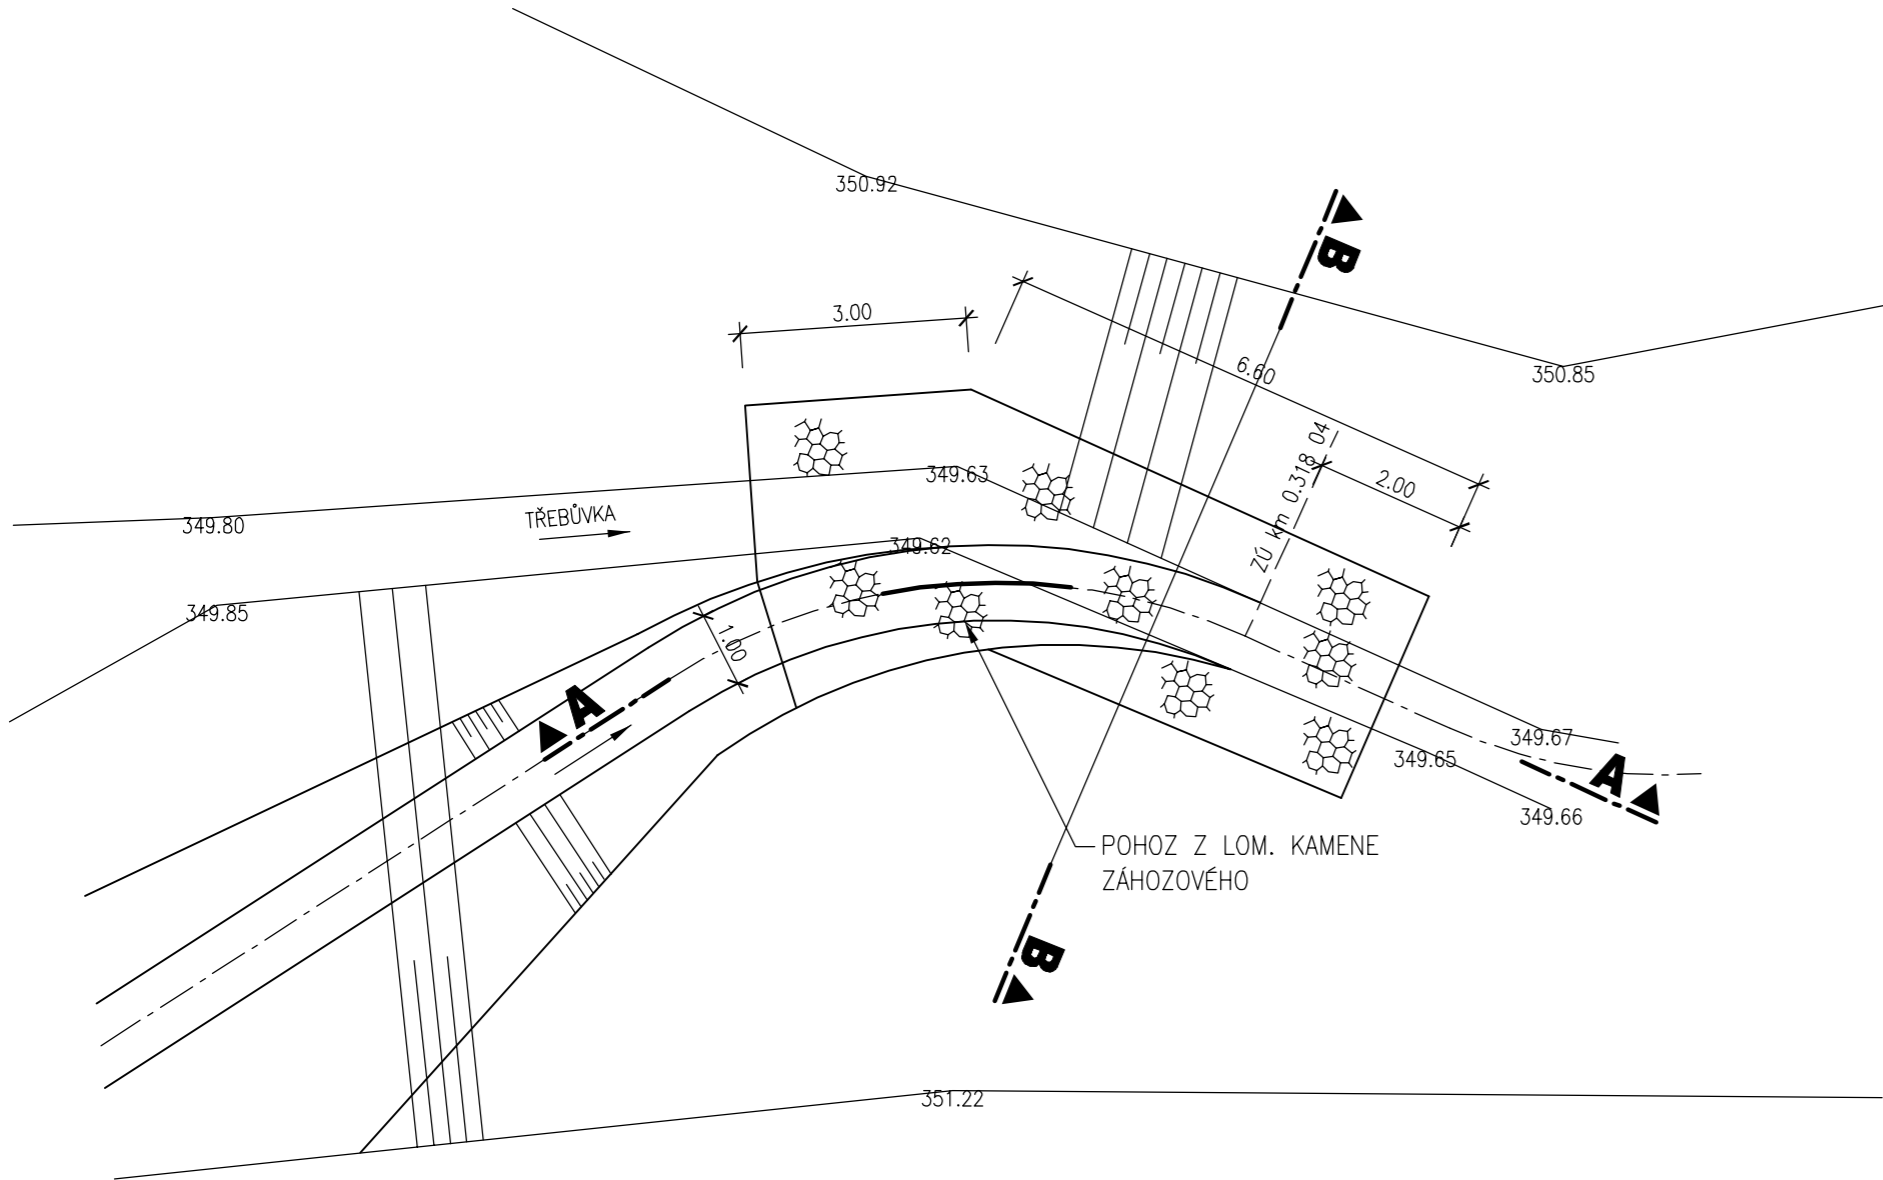 350.92
B
3.00
6.60
350.85
ZÚ km 0.318 04
2.00
349.63
349.80
TŘEBŮVKA
349.62
349.85
1.00
A
349.67
349.65
A
349.66
POHOZ Z LOM. KAMENE
ZÁHOZOVÉHO
B
351.22